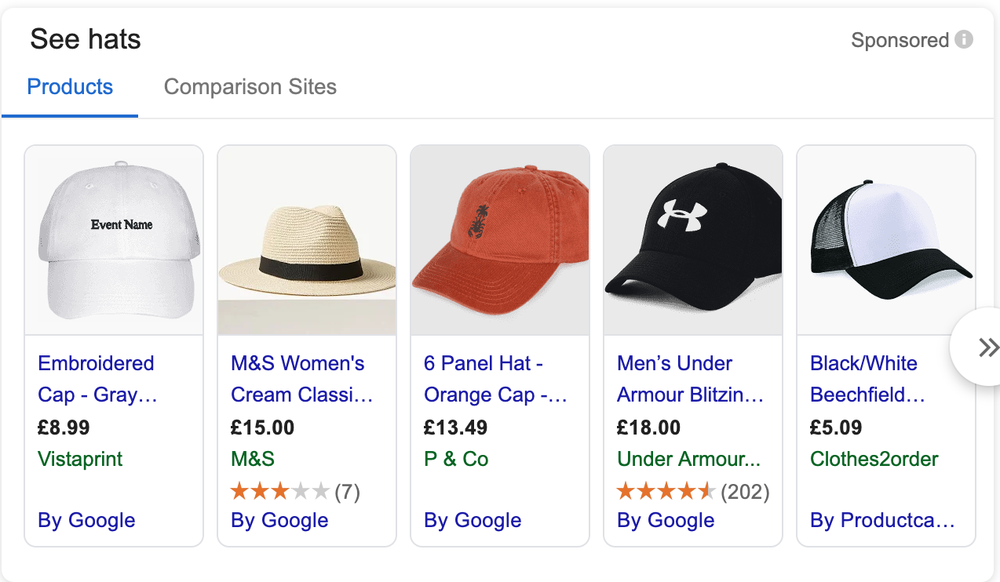 See hats
Sponsored
Products
Comparison Sites
Event Name
Embroidered
Cap - Gray…
£8.99
Vistaprint
By Google
M&S Women's
Cream Classi…
£15.00
M&S
(7)
By Google
6 Panel Hat -
Orange Cap -…
£13.49
P & Co
By Google
Men’s Under
Armour Blitzin…
£18.00
Under Armour...
(202)
By Google
Black/White
Beechfield…
£5.09
Clothes2order
By Productca…